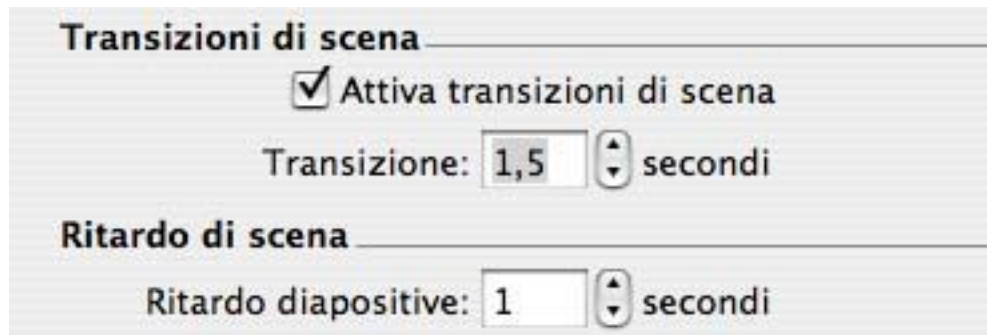 Transizioni di scena
Attiva transizioni di scena
Transizione: 1,5 secondi
Ritardo di scena
Ritardo diapositive: 1 secondi